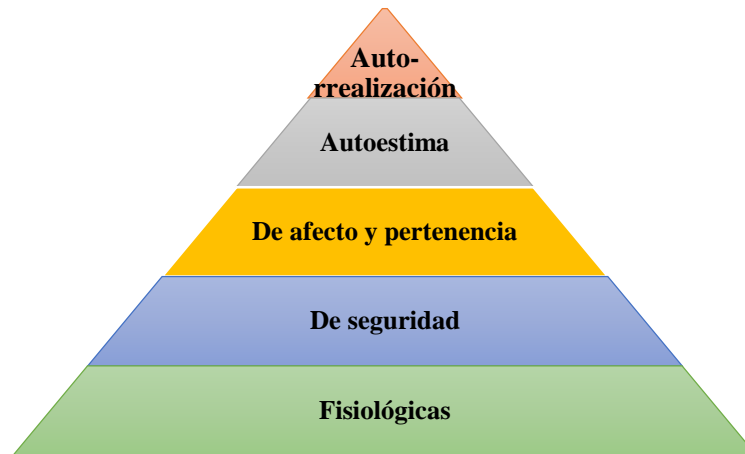 Auto-
rrealización
Autoestima
De afecto y pertenencia
De seguridad
Fisiológicas